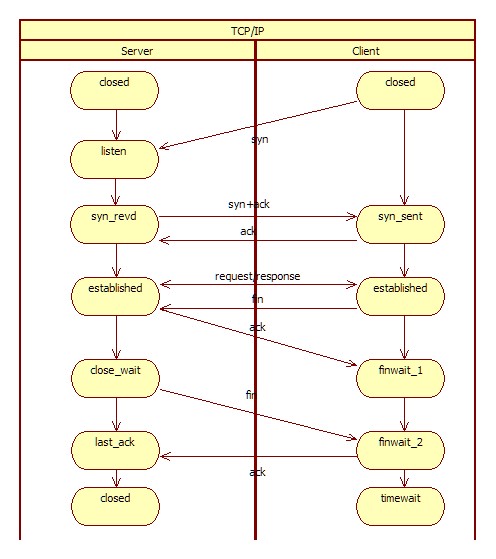 TCP/IP
Server
Client
closed
closed
syn
listen
syn+ack
syn_revd
syn_sent
ack
request,response
established
established
fin
ack
close_wait
finwait_1
fin
last_ack
finwait_2
ack
closed
timewait